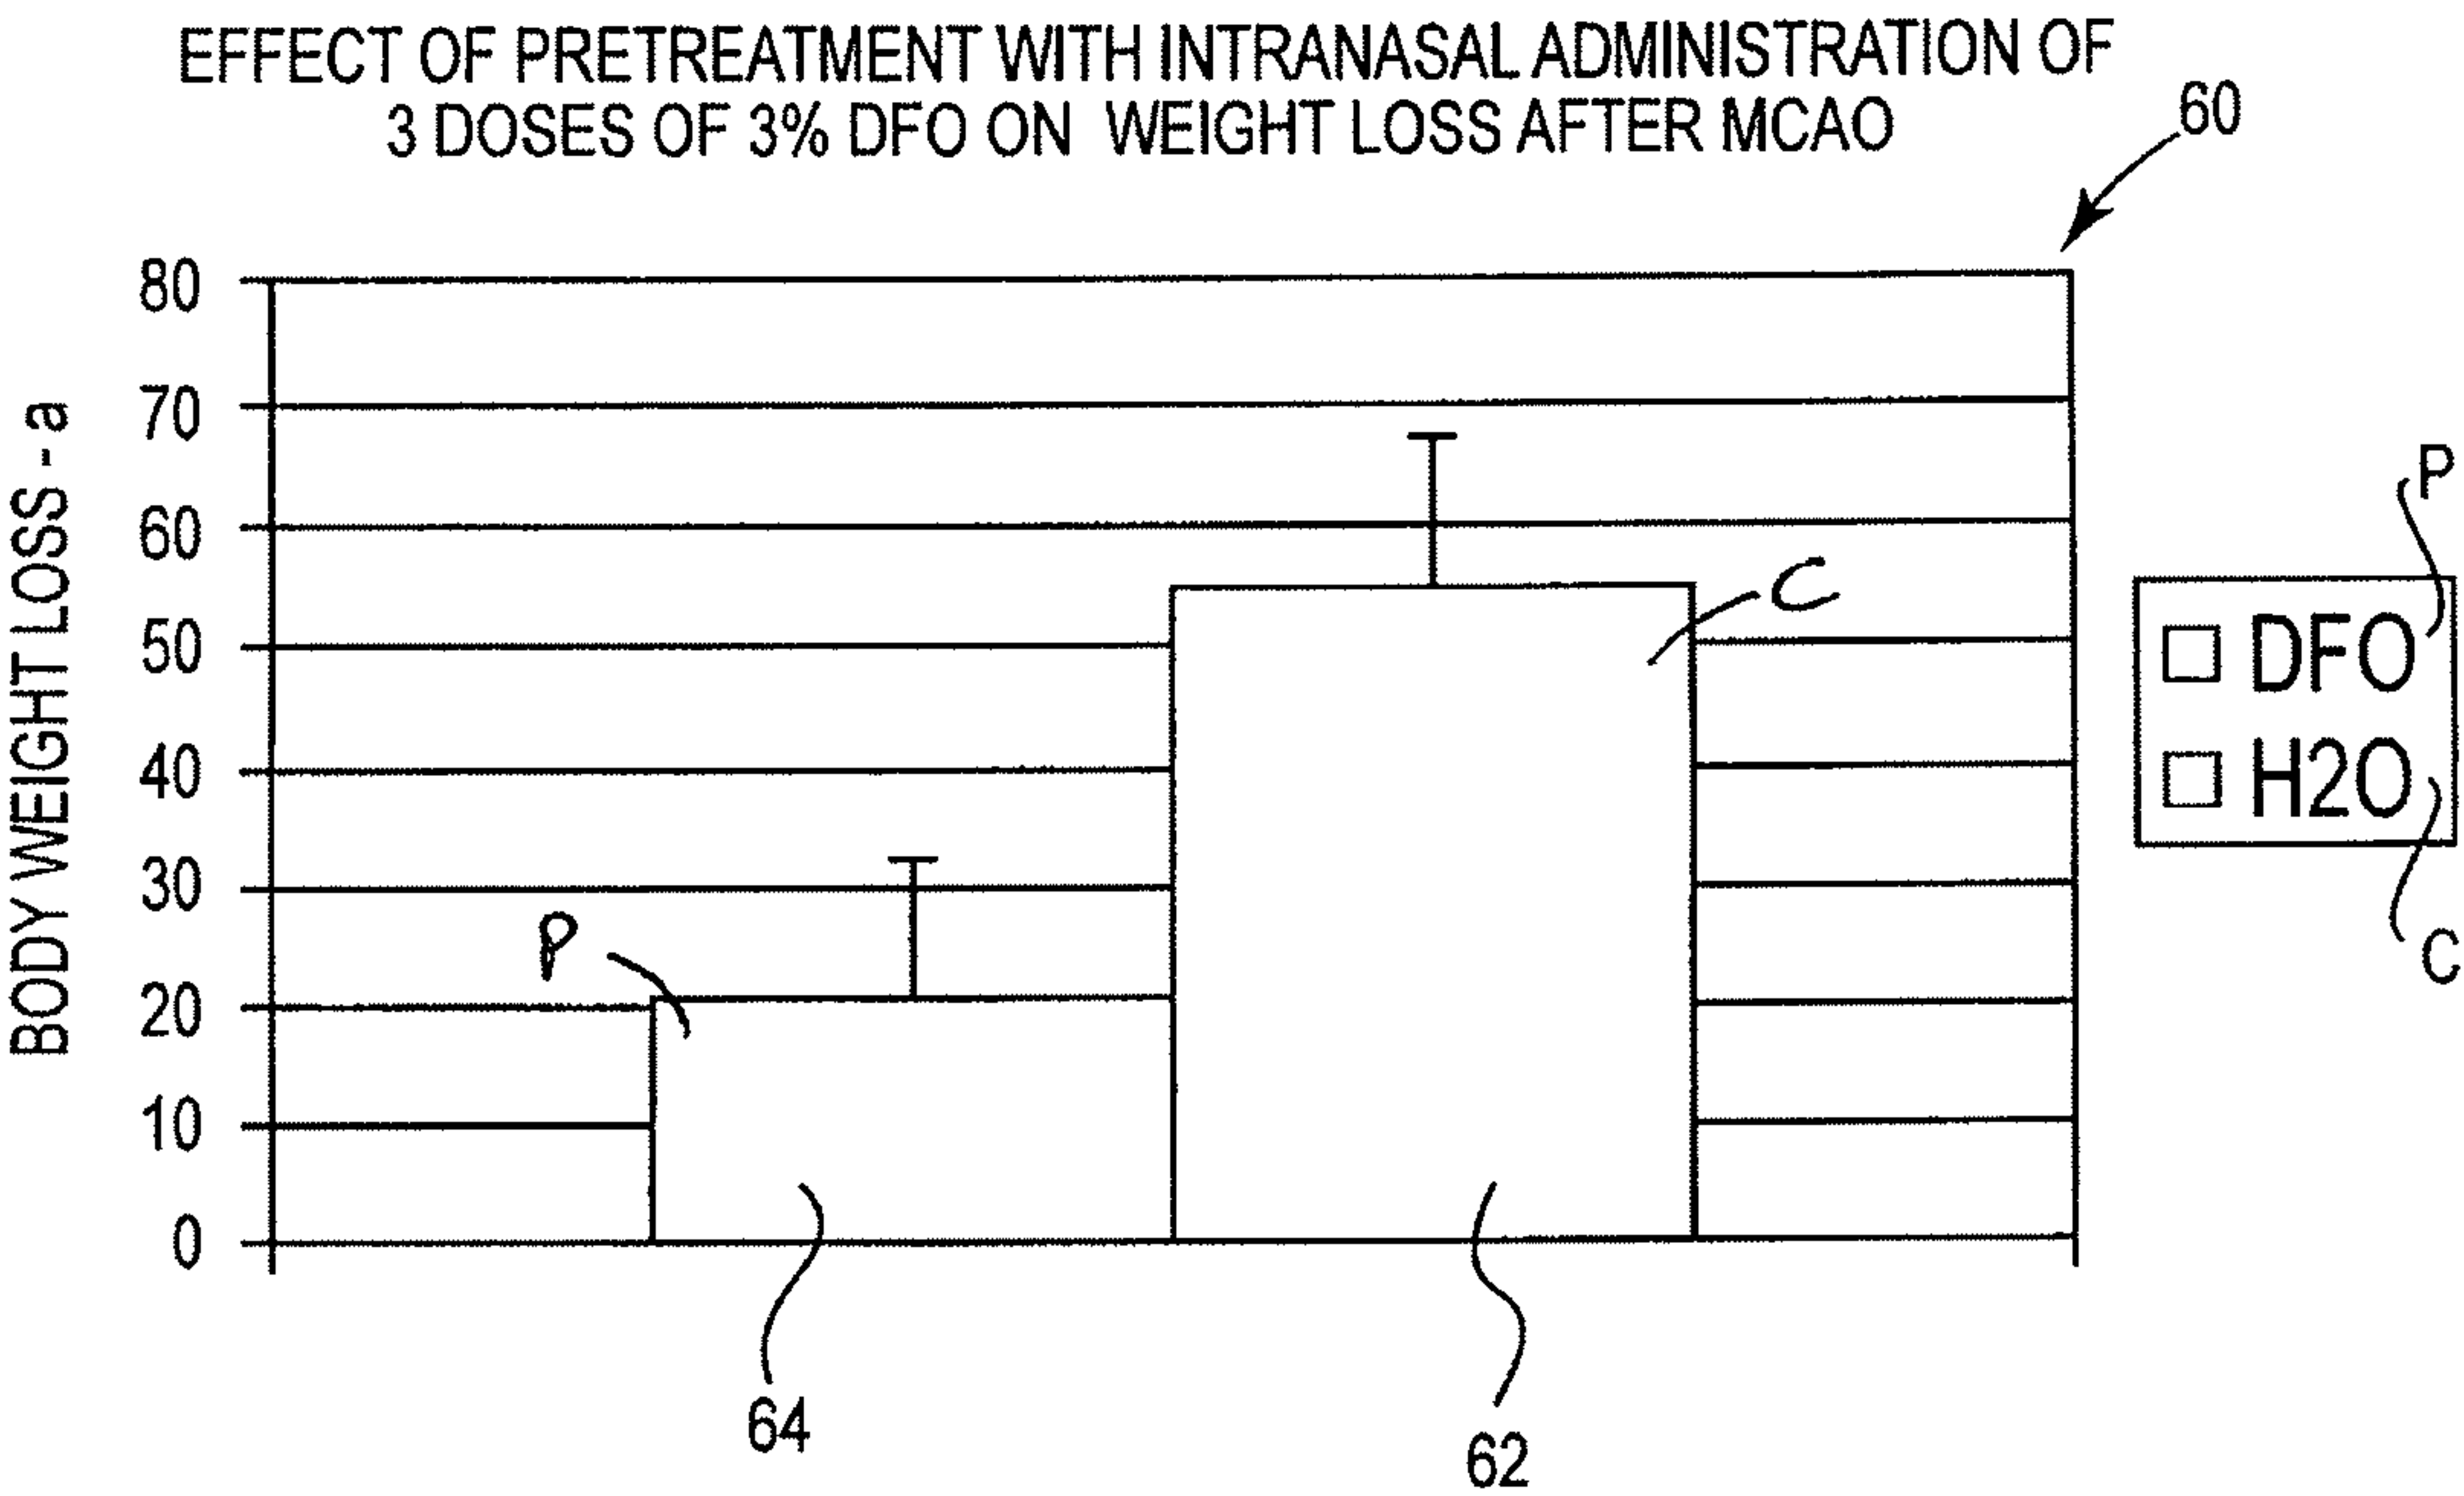 EFFECT OF PRETREATMENT WITH INTRANASAL ADMINISTRATION OF
3 DOSES OF 3% DFO ON WEIGHT LOSS AFTER MCAO
60
80
70
60
50
40
30
20
10
0
BODY WEIGHT LOSS - a
P
C
P
DFO
H2O
C
64
62